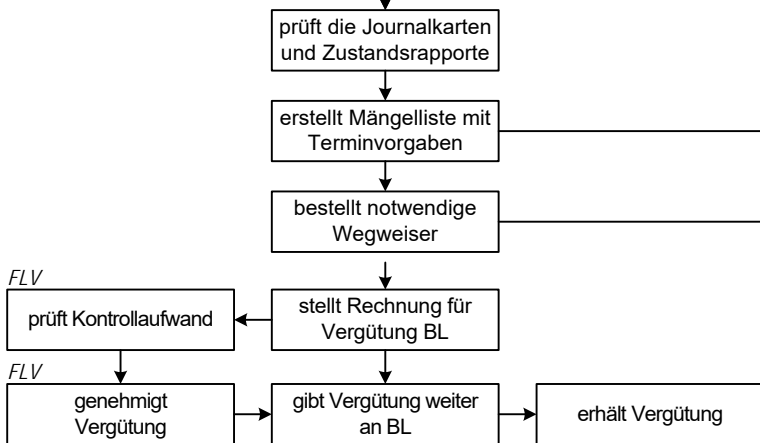 prüft die Journalkarten
und Zustandsrapporte
erstellt Mängelliste mit
Terminvorgaben
bestellt notwendige
Wegweiser
FLV
prüft Kontrollaufwand
stellt Rechnung für
Vergütung BL
FLV
genehmigt
Vergütung
gibt Vergütung weiter
an BL
erhält Vergütung